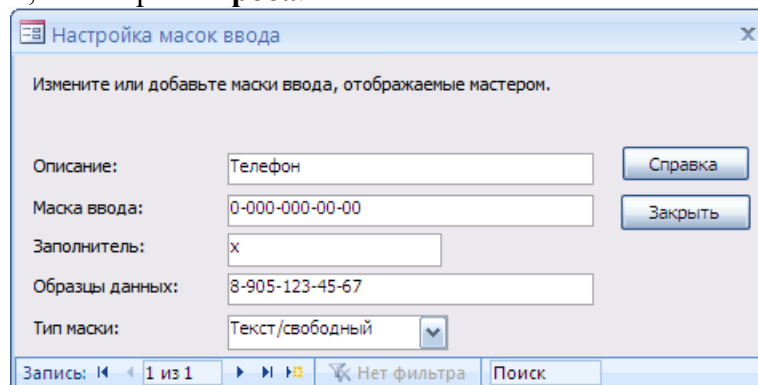 Настройка масок ввода
Измените или добавьте маски ввода, отображаемые мастером.
Описание: Телефон Справка
Маска ввода: 0-000-000-00-00 Закрыть
Заполнитель: x
Образцы данных: 8-905-123-45-67
Тип маски: Текст/свободный
Запись: 1 из 1 Нет фильтра Поиск